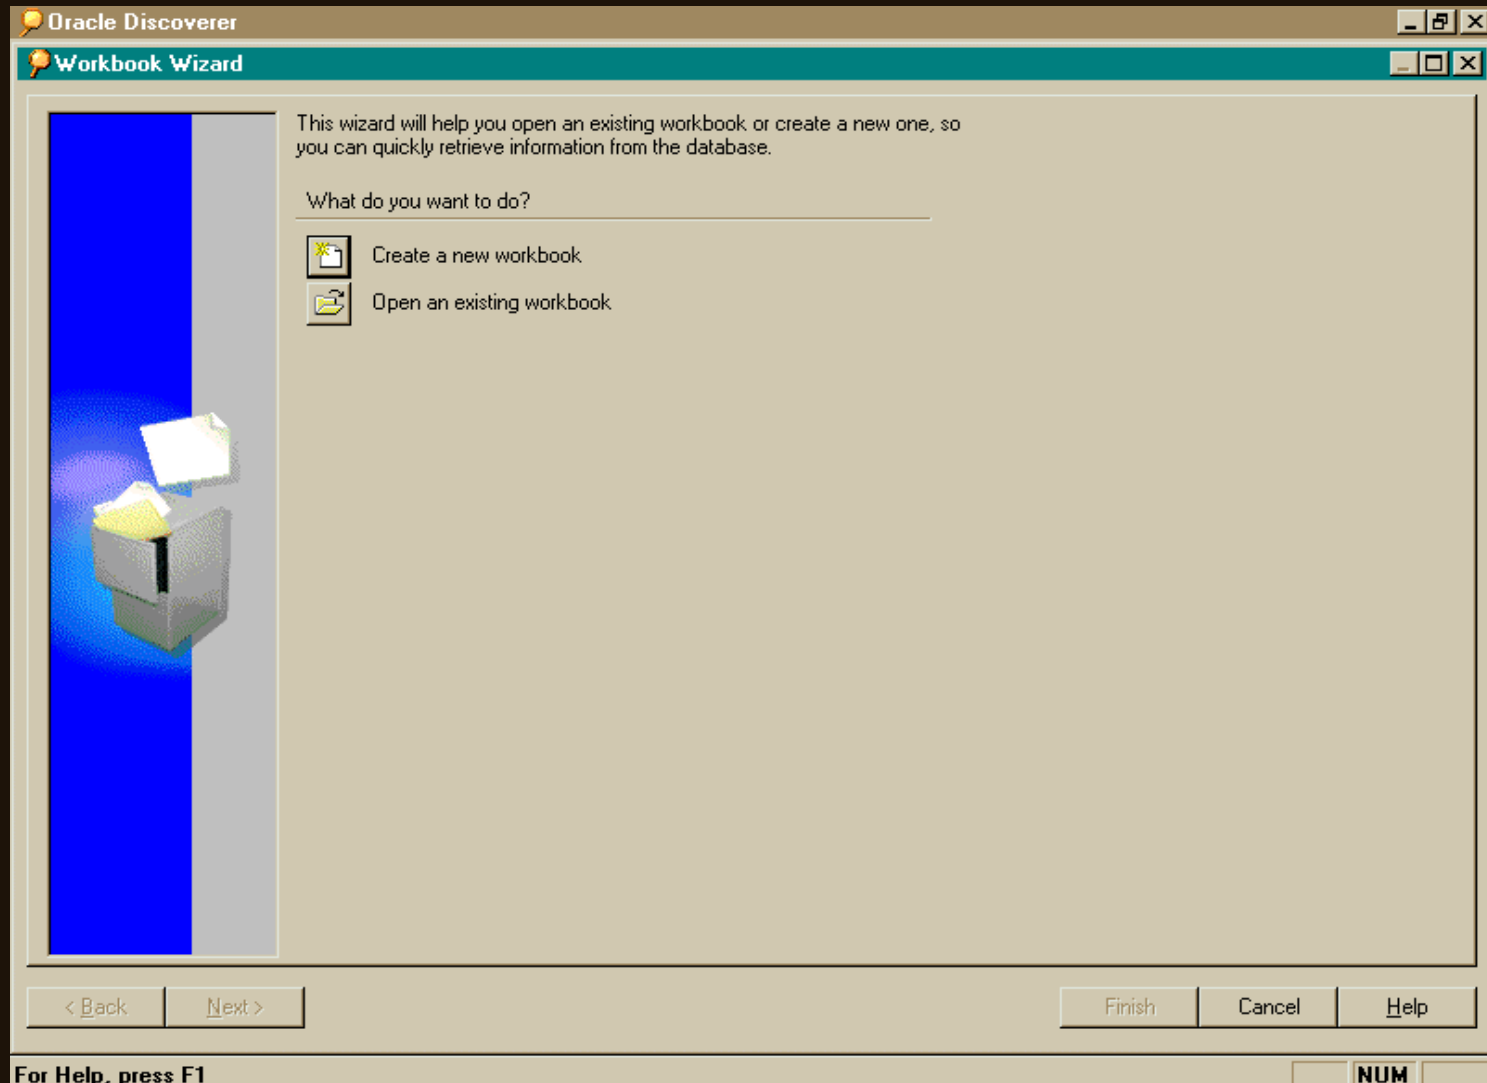 Oracle Discoverer
Workbook Wizard
This wizard will help you open an existing workbook or create a new one, so
you can quickly retrieve information from the database.
What do you want to do?
Create a new workbook
Open an existing workbook
< Back Next > Finish Cancel Help
For Help, press F1 NUM